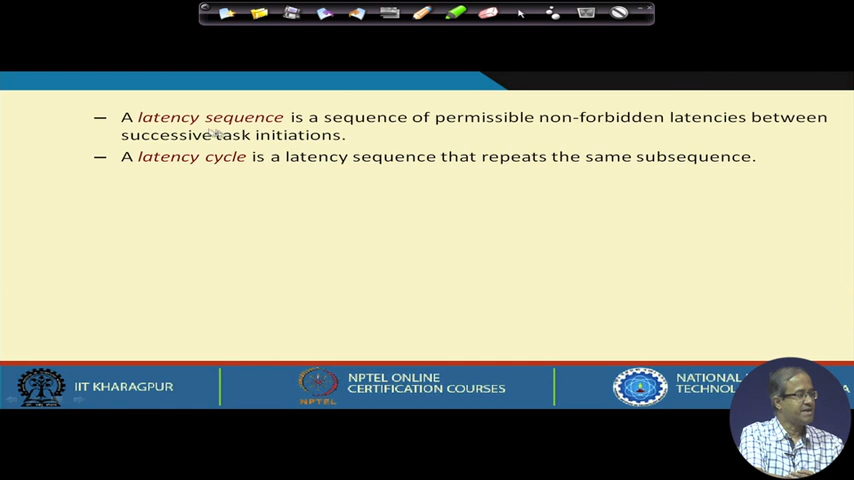 – A latency sequence is a sequence of permissible non-forbidden latencies between
successive task initiations.
– A latency cycle is a latency sequence that repeats the same subsequence.
IIT KHARAGPUR
NPTEL
NPTEL ONLINE
CERTIFICATION COURSES
NATIONAL
TECHNOL